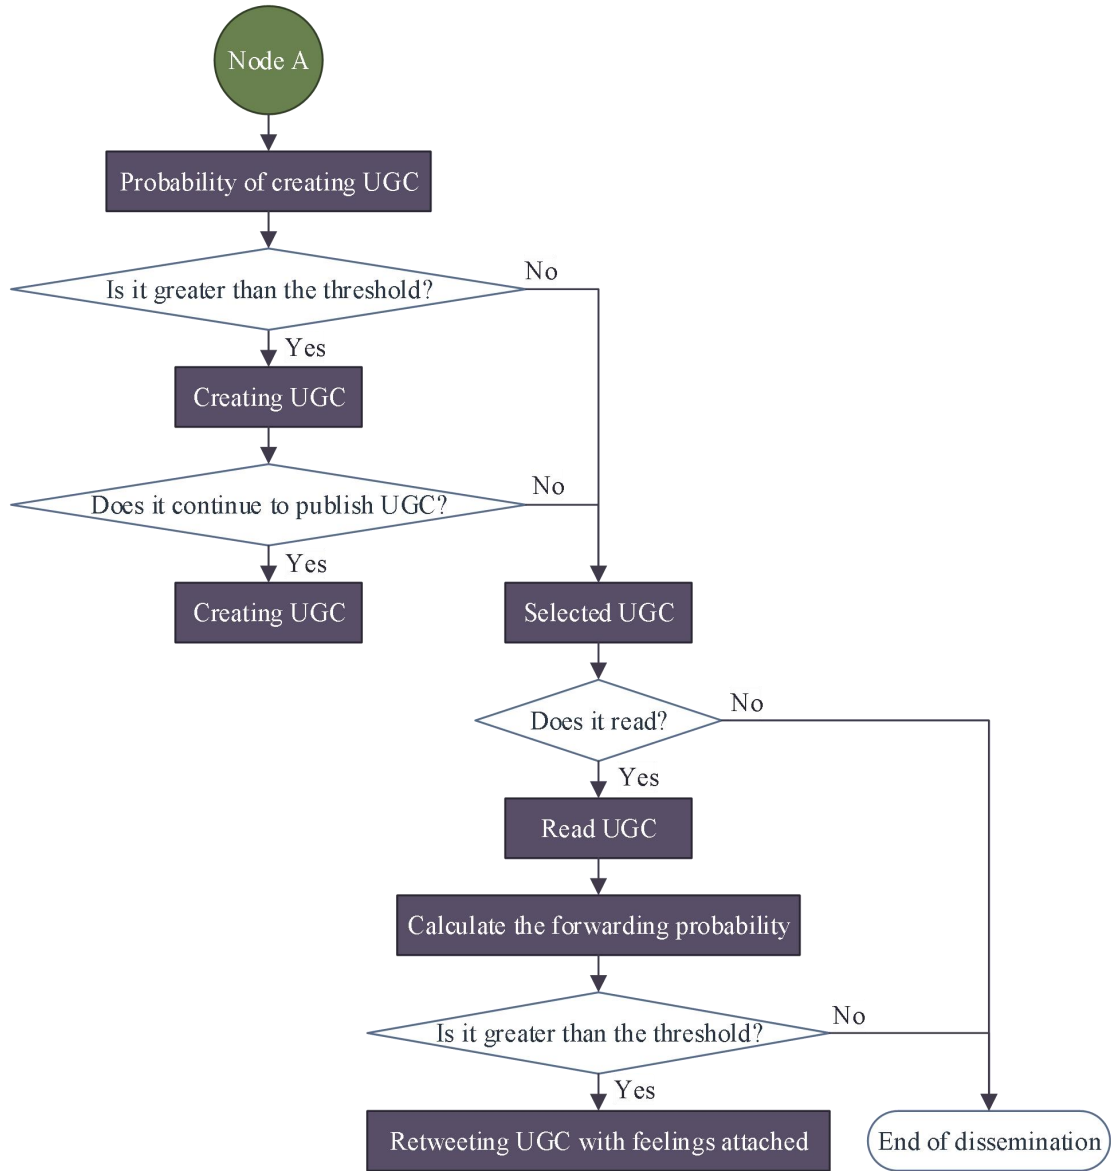 Node A
Probability of creating UGC
Is it greater than the threshold?
No
Yes
Creating UGC
Does it continue to publish UGC?
No
Yes
Creating UGC
Selected UGC
Does it read?
No
Yes
Read UGC
Calculate the forwarding probability
Is it greater than the threshold?
No
Yes
Retweeting UGC with feelings attached
End of dissemination